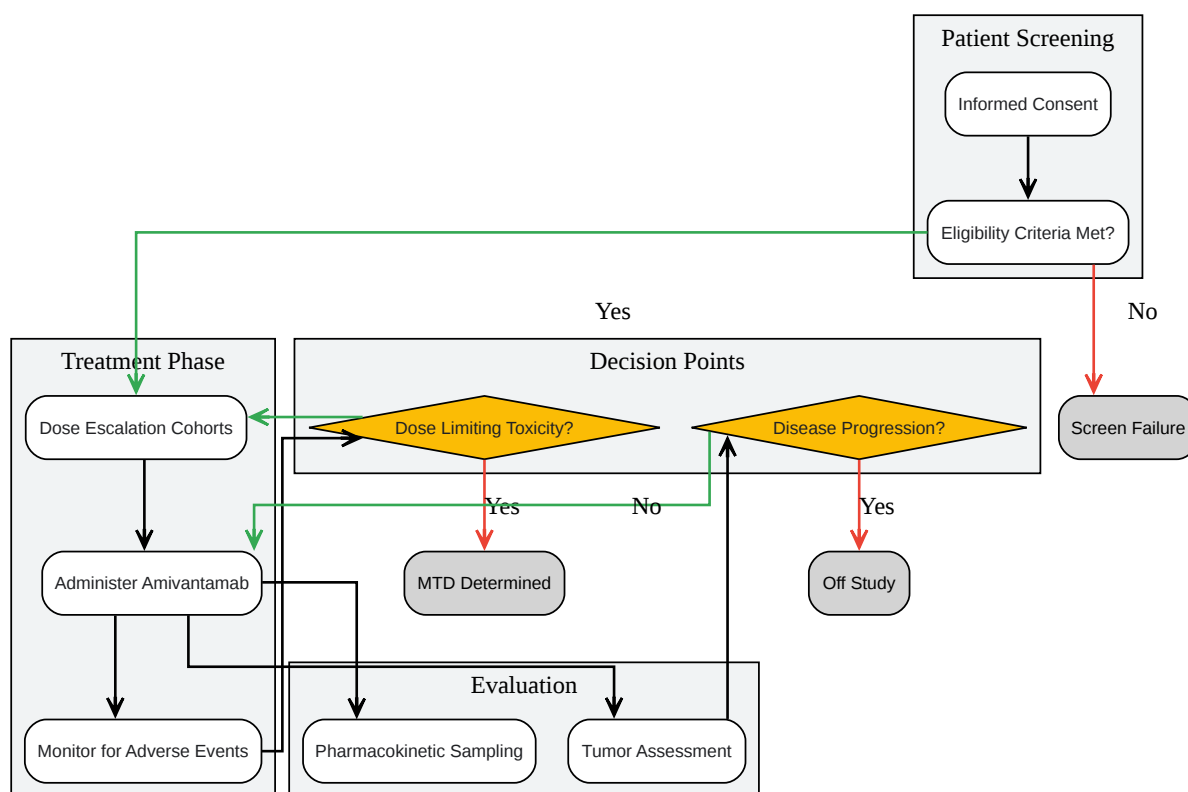 Patient Screening
Informed Consent
Eligibility Criteria Met?
Yes
No
Treatment Phase
Decision Points
Dose Escalation Cohorts
Dose Limiting Toxicity?
Disease Progression?
Screen Failure
Yes
No
Yes
Administer Amivantamab
MTD Determined
Off Study
Evaluation
Monitor for Adverse Events
Pharmacokinetic Sampling
Tumor Assessment